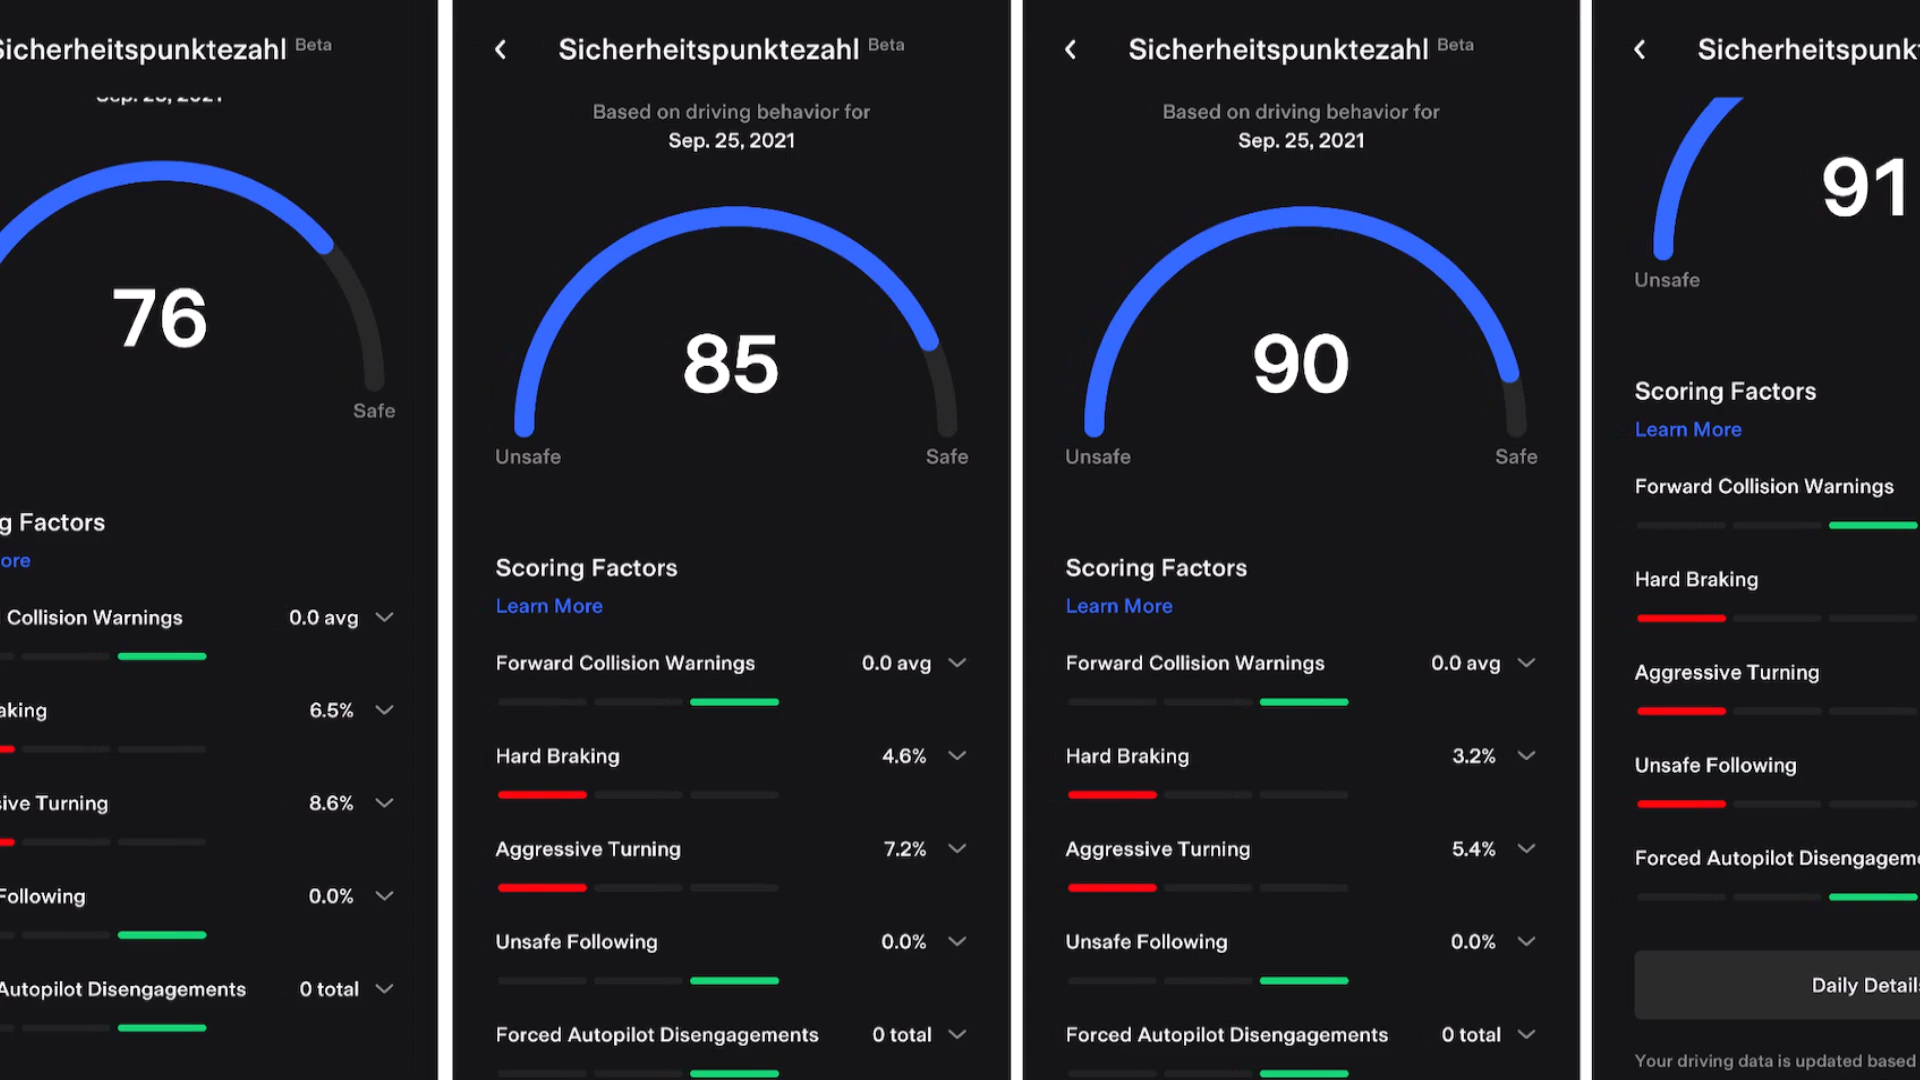 Sicherheitspunktezahl Beta
76
Safe
g Factors
ore
Collision Warnings 0.0 avg
aking 6.5%
ive Turning 8.6%
Following 0.0%
Autopilot Disengagements 0 total
Sicherheitspunktezahl Beta
Based on driving behavior for
Sep. 25, 2021
85
Unsafe Safe
Scoring Factors
Learn More
Forward Collision Warnings 0.0 avg
Hard Braking 4.6%
Aggressive Turning 7.2%
Unsafe Following 0.0%
Forced Autopilot Disengagements 0 total
Sicherheitspunktezahl Beta
Based on driving behavior for
Sep. 25, 2021
90
Unsafe Safe
Scoring Factors
Learn More
Forward Collision Warnings 0.0 avg
Hard Braking 3.2%
Aggressive Turning 5.4%
Unsafe Following 0.0%
Forced Autopilot Disengagements 0 total
Sicherheitspunkt
91
Unsafe
Scoring Factors
Learn More
Forward Collision Warnings
Hard Braking
Aggressive Turning
Unsafe Following
Forced Autopilot Disengagem
Daily Detail
Your driving data is updated based